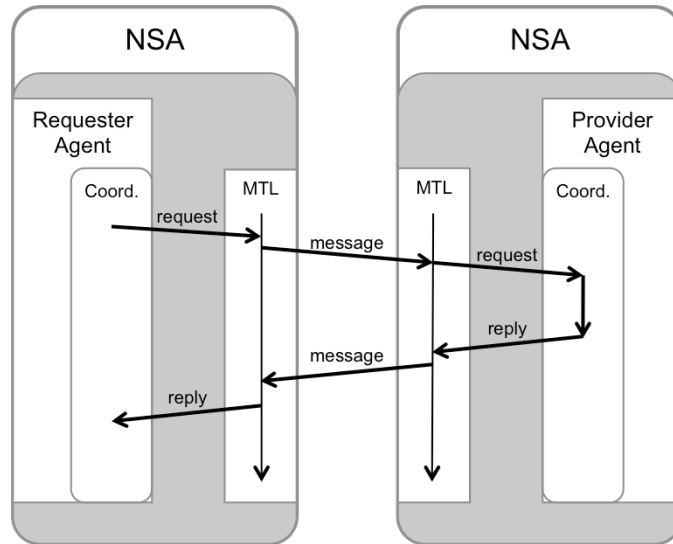 NSA
NSA
Requester
Agent
Provider
Agent
Coord.
MTL
MTL
Coord.
request
message
request
reply
message
reply